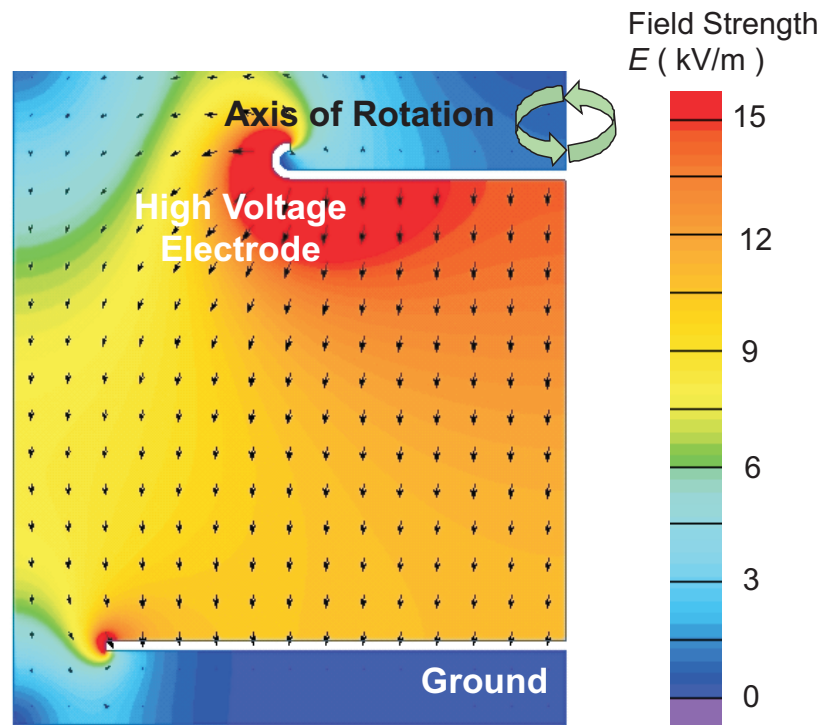 Field Strength
E ( kV/m )
Axis of Rotation
High Voltage
Electrode
Ground
15
12
9
6
3
0